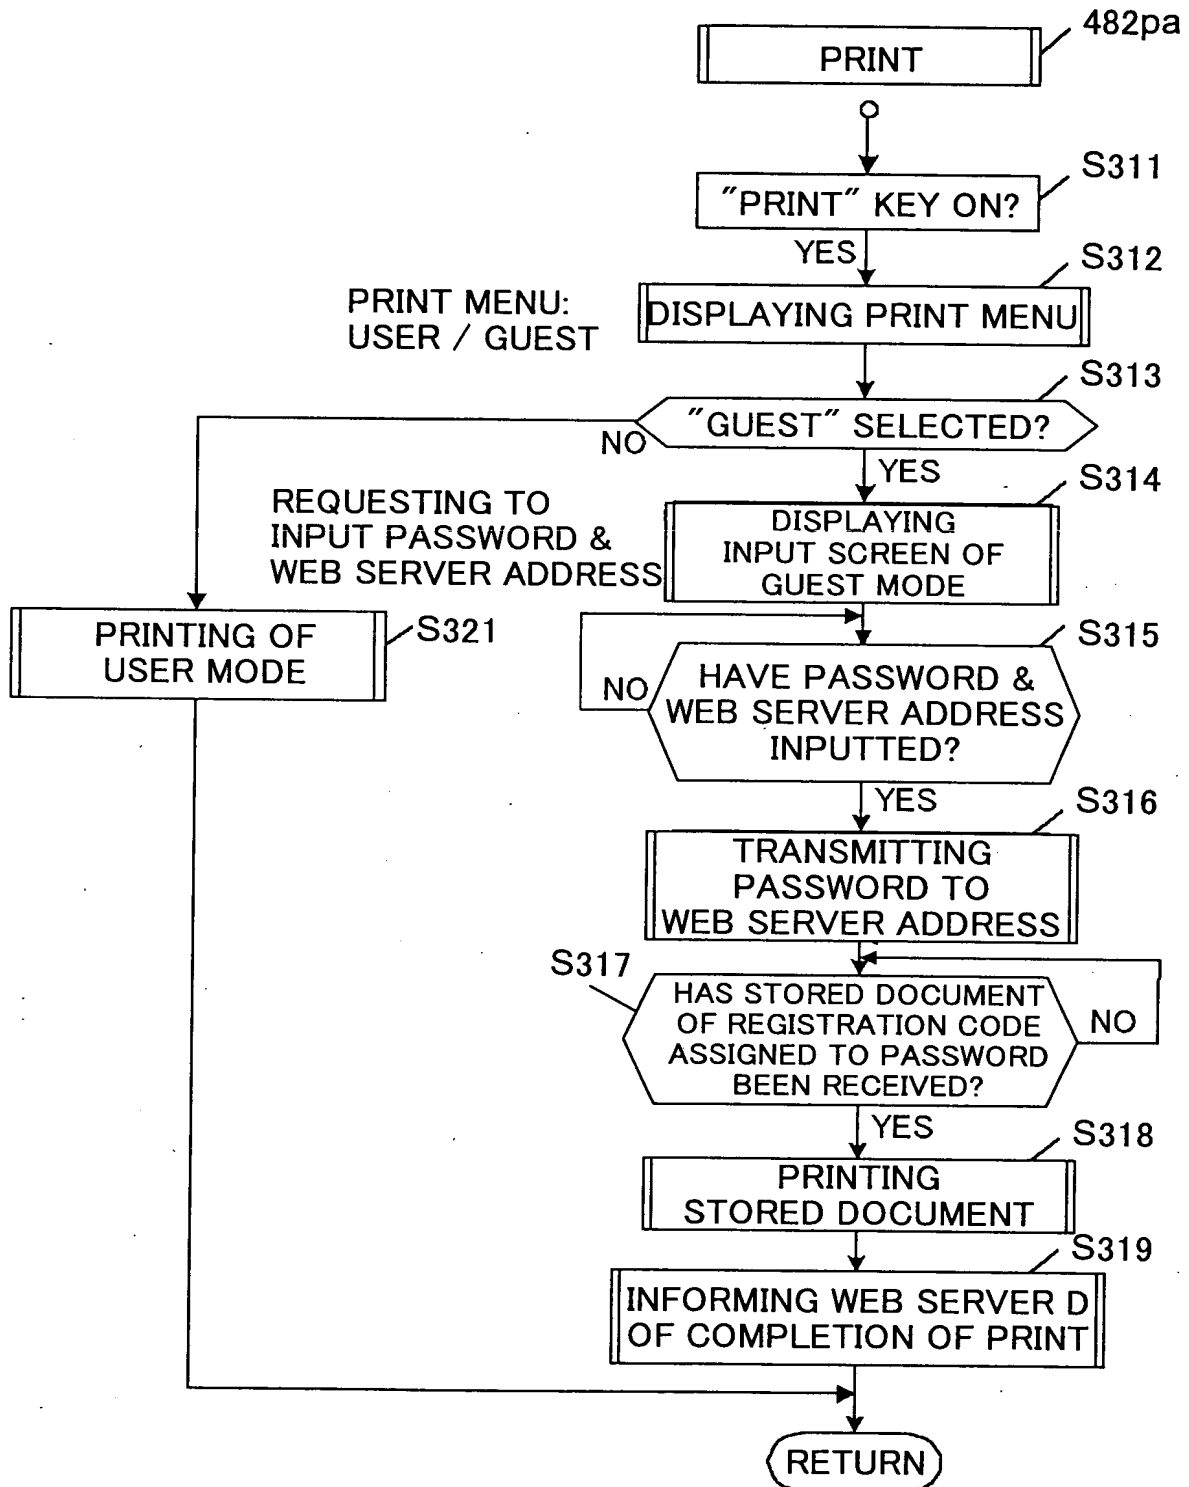 482pa
PRINT
S311
"PRINT" KEY ON?
YES
S312
PRINT MENU:
USER / GUEST
DISPLAYING PRINT MENU
S313
"GUEST" SELECTED?
NO
YES
S314
REQUESTING TO
INPUT PASSWORD &
WEB SERVER ADDRESS
DISPLAYING
INPUT SCREEN OF
GUEST MODE
PRINTING OF
USER MODE
S321
S315
NO
HAVE PASSWORD &
WEB SERVER ADDRESS
INPUTTED?
YES
S316
TRANSMITTING
PASSWORD TO
WEB SERVER ADDRESS
S317
HAS STORED DOCUMENT
OF REGISTRATION CODE
ASSIGNED TO PASSWORD
BEEN RECEIVED?
NO
YES
S318
PRINTING
STORED DOCUMENT
S319
INFORMING WEB SERVER D
OF COMPLETION OF PRINT
RETURN